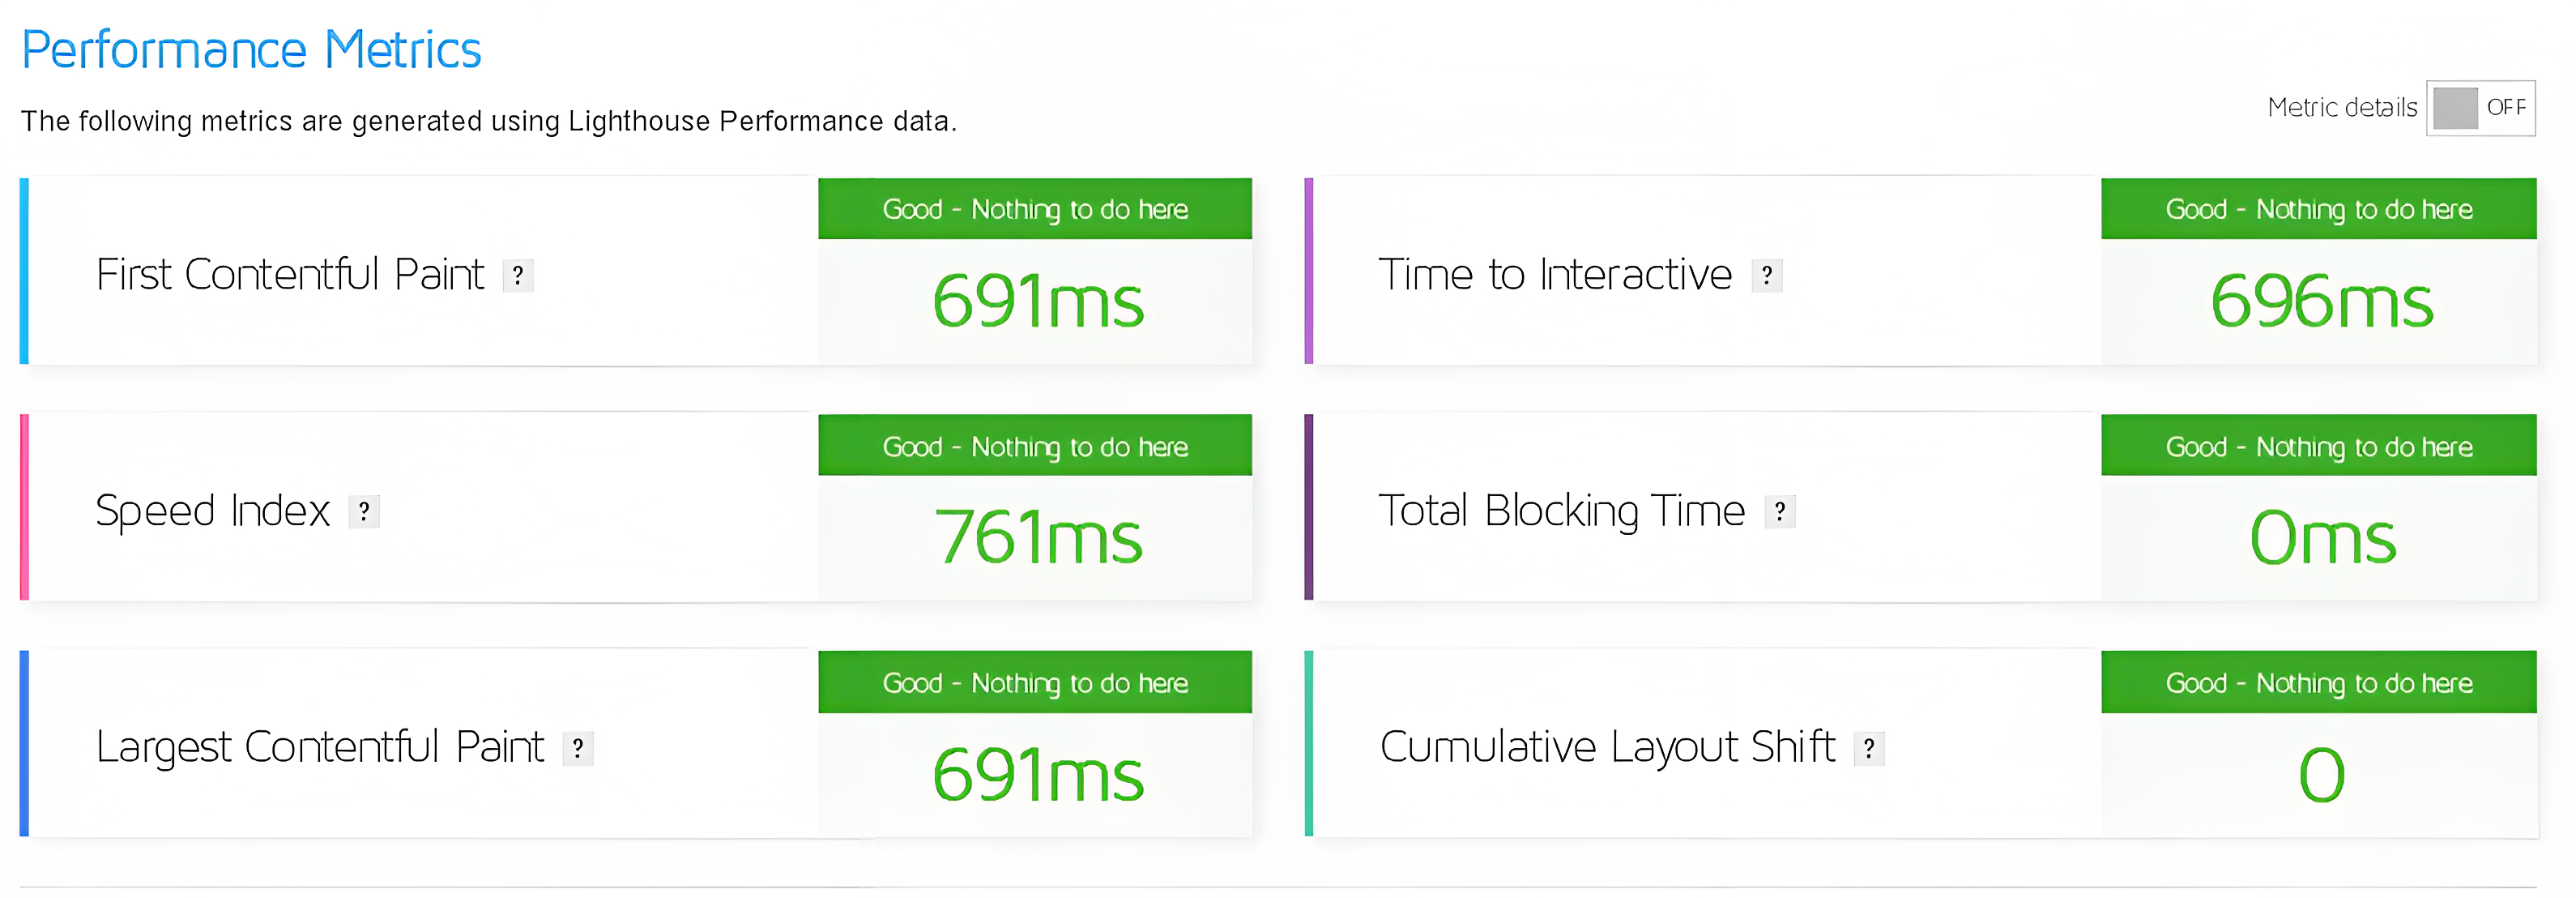 Performance Metrics
The following metrics are generated using Lighthouse Performance data.
Metric details OFF
First Contentful Paint ?
Good - Nothing to do here
691ms
Time to Interactive ?
Good - Nothing to do here
696ms
Speed Index ?
Good - Nothing to do here
761ms
Total Blocking Time ?
Good - Nothing to do here
0ms
Largest Contentful Paint ?
Good - Nothing to do here
691ms
Cumulative Layout Shift ?
Good - Nothing to do here
0